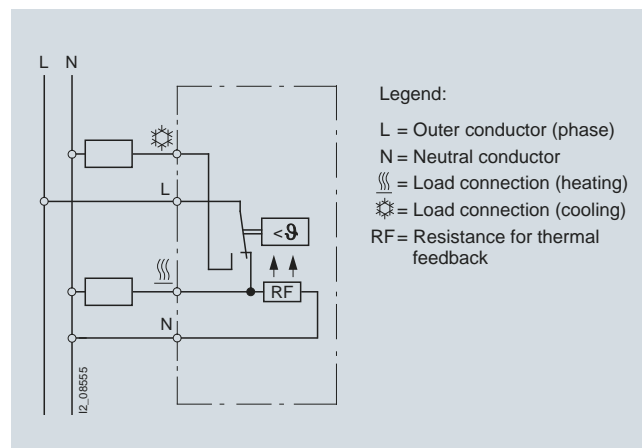 L N
L
<ϑ
RF
N
I2_08555
Legend:
L = Outer conductor (phase)
N = Neutral conductor
= Load connection (heating)
= Load connection (cooling)
RF = Resistance for thermal
feedback